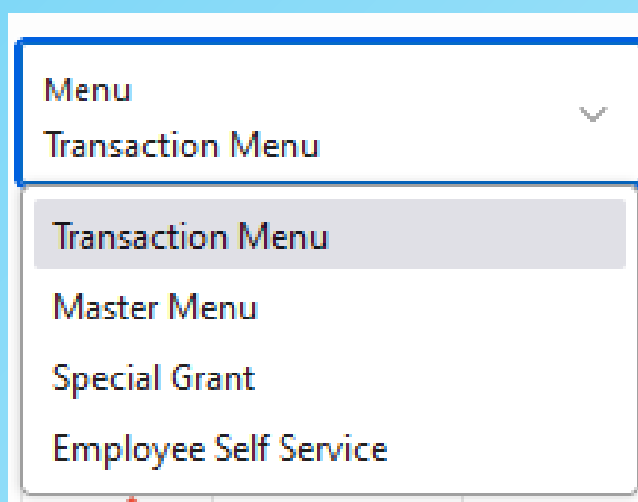 Menu
Transaction Menu
Transaction Menu
Master Menu
Special Grant
Employee Self Service